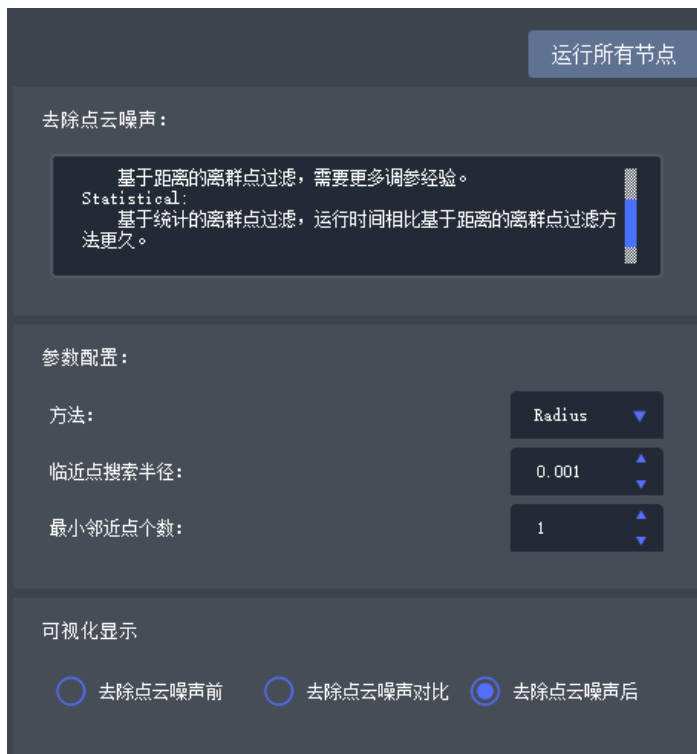 运行所有节点
去除点云噪声：
基于距离的离群点过滤，需要更多调参经验。
Statistical:
基于统计的离群点过滤，运行时间相比基于距离的离群点过滤方
法更久。
参数配置：
方法： Radius
临近点搜索半径： 0.001
最小邻近点个数： 1
可视化显示
去除点云噪声前 去除点云噪声对比 去除点云噪声后